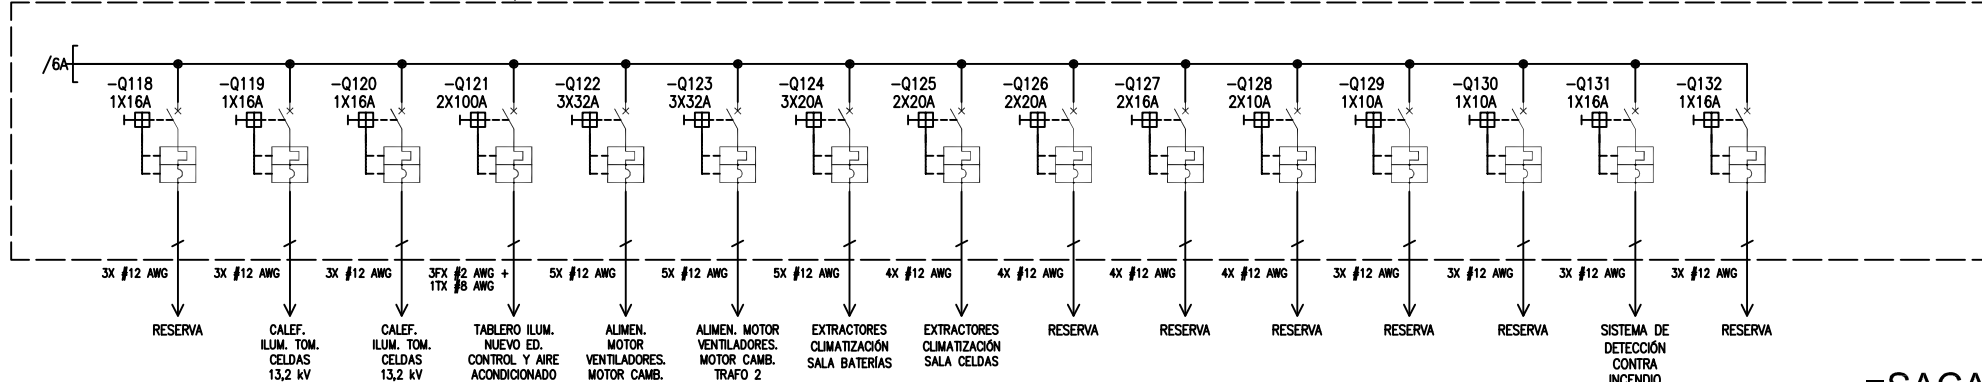 /6A
-Q118
1X16A
-Q119
1X16A
-Q120
1X16A
-Q121
2X100A
-Q122
3X32A
-Q123
3X32A
-Q124
3X20A
-Q125
2X20A
-Q126
2X20A
-Q127
2X16A
-Q128
2X10A
-Q129
1X10A
-Q130
1X10A
-Q131
1X16A
-Q132
1X16A
3X #12 AWG
3X #12 AWG
3X #12 AWG
3FX #2 AWG +
1TX #8 AWG
5X #12 AWG
5X #12 AWG
5X #12 AWG
4X #12 AWG
4X #12 AWG
4X #12 AWG
4X #12 AWG
3X #12 AWG
3X #12 AWG
3X #12 AWG
3X #12 AWG
RESERVA
CALEF.
ILUM. TOM.
CELDAS
13,2 kV
CALEF.
ILUM. TOM.
CELDAS
13,2 kV
TABLERO ILUM.
NUEVO ED.
CONTROL Y AIRE
ACONDICIONADO
ALIMEN.
MOTOR
VENTILADORES.
MOTOR CAMB.
ALIMEN. MOTOR
VENTILADORES.
MOTOR CAMB.
TRAFO 2
EXTRACTORES
CLIMATIZACIÓN
SALA BATERÍAS
EXTRACTORES
CLIMATIZACIÓN
SALA CELDAS
RESERVA
RESERVA
RESERVA
RESERVA
RESERVA
SISTEMA DE
DETECCIÓN
CONTRA
INCENDIO
RESERVA